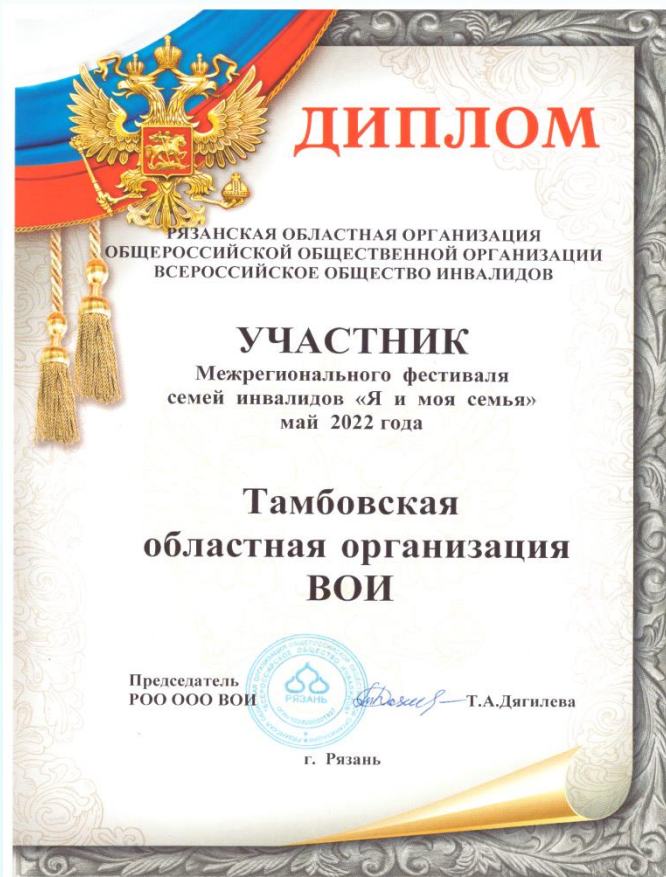 ДИПЛОМ
РЯЗАНСКАЯ ОБЛАСТНАЯ ОРГАНИЗАЦИЯ
ОБЩЕРОССИЙСКОЙ ОБЩЕСТВЕННОЙ ОРГАНИЗАЦИИ
ВСЕРОССИЙСКОЕ ОБЩЕСТВО ИНВАЛИДОВ
УЧАСТНИК
Межрегионального фестиваля
семей инвалидов «Я и моя семья»
май 2022 года
Тамбовская
областная организация
ВОИ
Председатель
РОО ООО ВОИ
РЯЗАНЬ
Т.А.Дягилева
г. Рязань